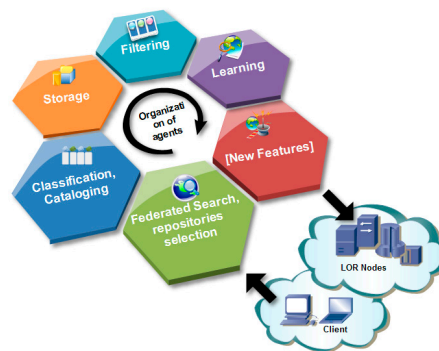 Filtering
Learning
Storage
Organizati
on of
agents
[New Features]
Classification,
Cataloging
Federated Search,
repositories
selection
LOR Nodes
Client